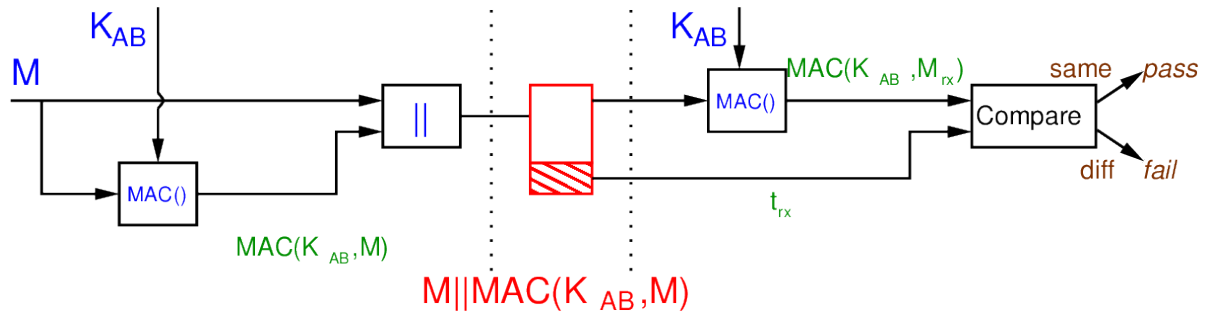 K_AB
K_AB
M
MAC(K_AB,M_rx)
same
pass
||
MAC()
Compare
MAC()
diff
fail
t_rx
MAC(K_AB,M)
M||MAC(K_AB,M)